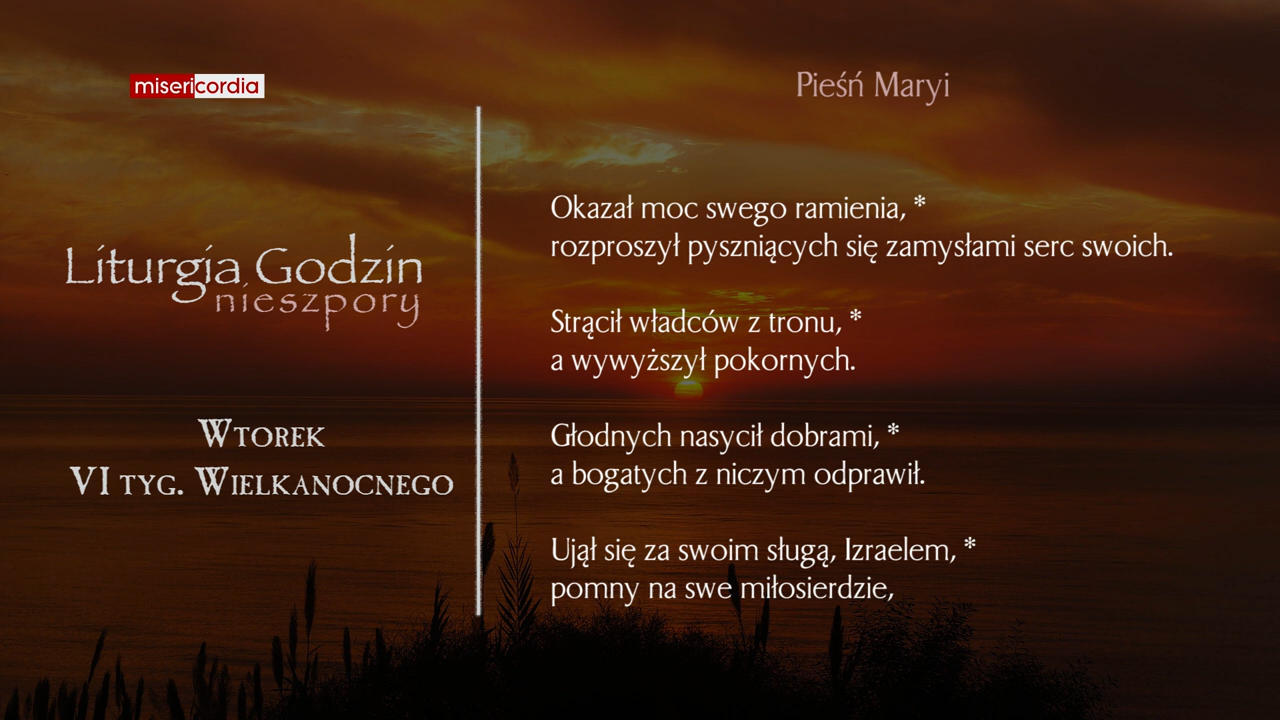 misericordia
Liturgia Godzin
nieszpory
Wtorek
VI tyg. Wielkanocnego
Pieśń Maryi
Okazał moc swego ramienia, *
rozproszył pyszniących się zamysłami serc swoich.
Strącił władców z tronu, *
a wywyższył pokornych.
Głodnych nasycił dobrami, *
a bogatych z niczym odprawił.
Ujął się za swoim sługą, Izraelem, *
pomny na swe miłosierdzie,